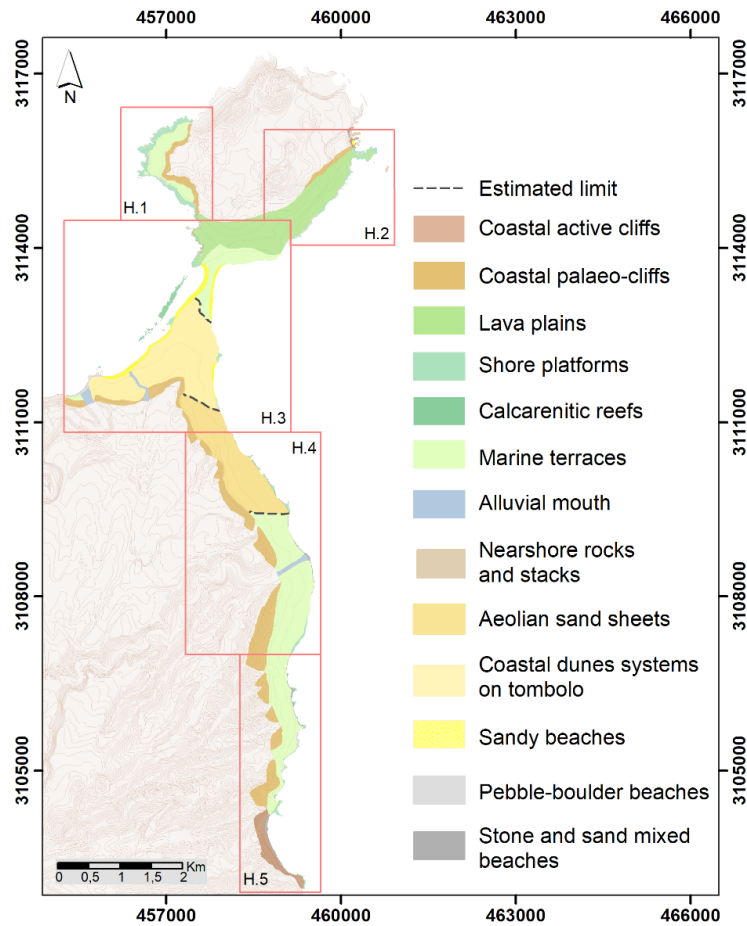 457000 460000 463000 466000
3117000
3114000
3111000
3108000
3105000
3117000
3114000
3111000
3108000
3105000
N
H.1
H.2
H.3
H.4
H.5
Estimated limit
Coastal active cliffs
Coastal palaeo-cliffs
Lava plains
Shore platforms
Calcarenitic reefs
Marine terraces
Alluvial mouth
Nearshore rocks
and stacks
Aeolian sand sheets
Coastal dunes systems
on tombolo
Sandy beaches
Pebble-boulder beaches
Stone and sand mixed
beaches
Km
0 0,5 1 1,5 2
457000 460000 463000 466000